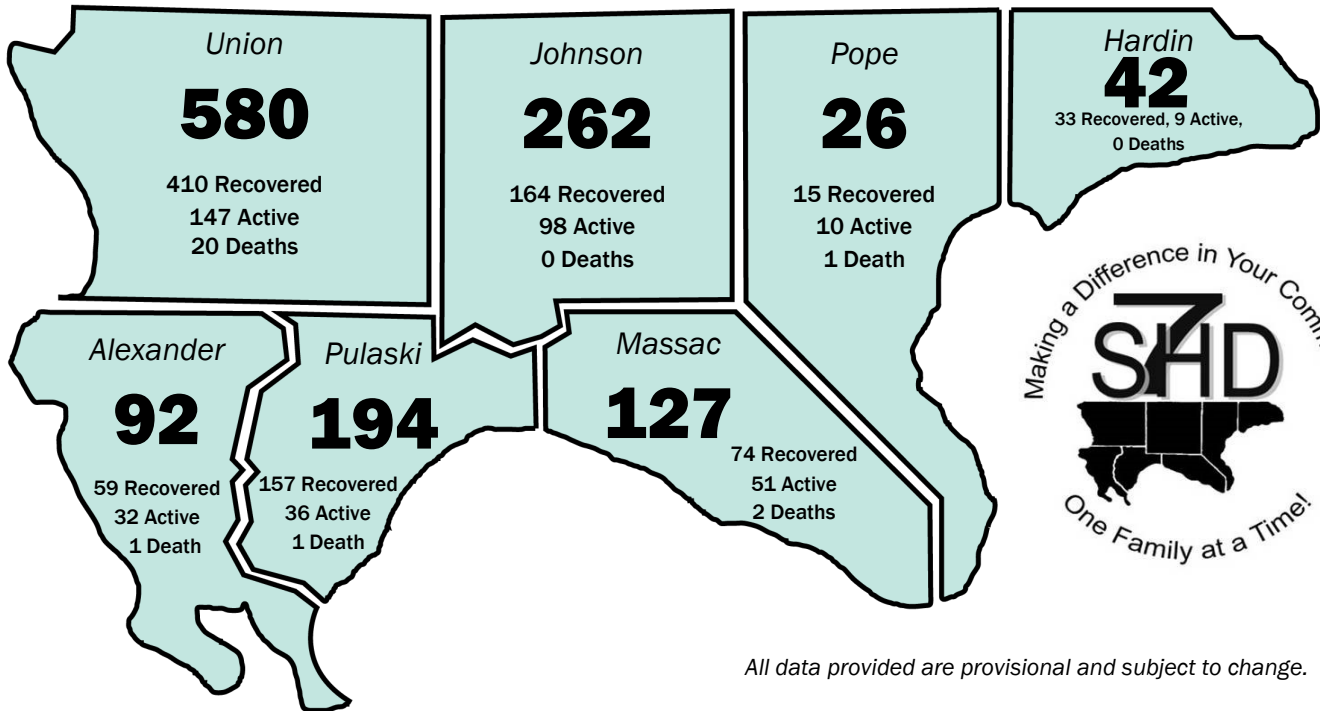 Union
580
410 Recovered
147 Active
20 Deaths
Johnson
262
164 Recovered
98 Active
0 Deaths
Pope
26
15 Recovered
10 Active
1 Death
Hardin
42
33 Recovered, 9 Active,
0 Deaths
Alexander
92
59 Recovered
32 Active
1 Death
Pulaski
194
157 Recovered
36 Active
1 Death
Massac
127
74 Recovered
51 Active
2 Deaths
Making a Difference in Your
S7HD
One Family at a Time!
All data provided are provisional and subject to change.